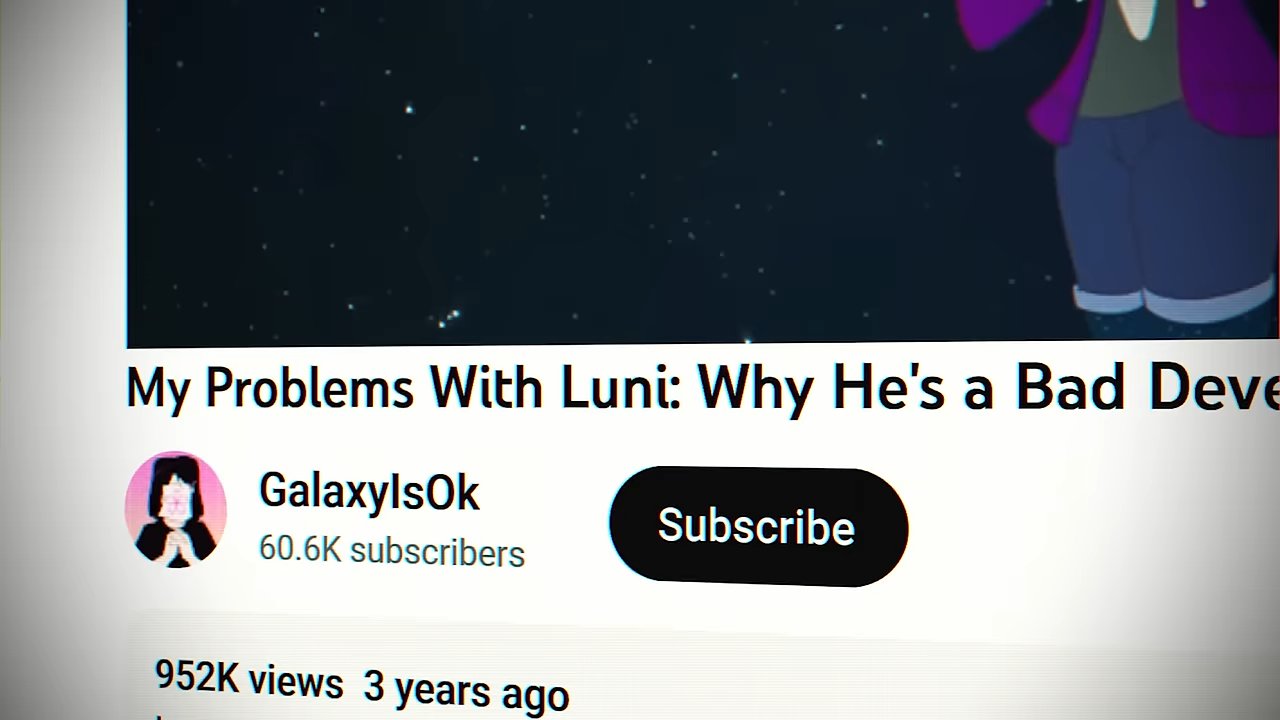 My Problems With Luni: Why He's a Bad Deve
GalaxyIsOk
60.6K subscribers
Subscribe
952K views 3 years ago